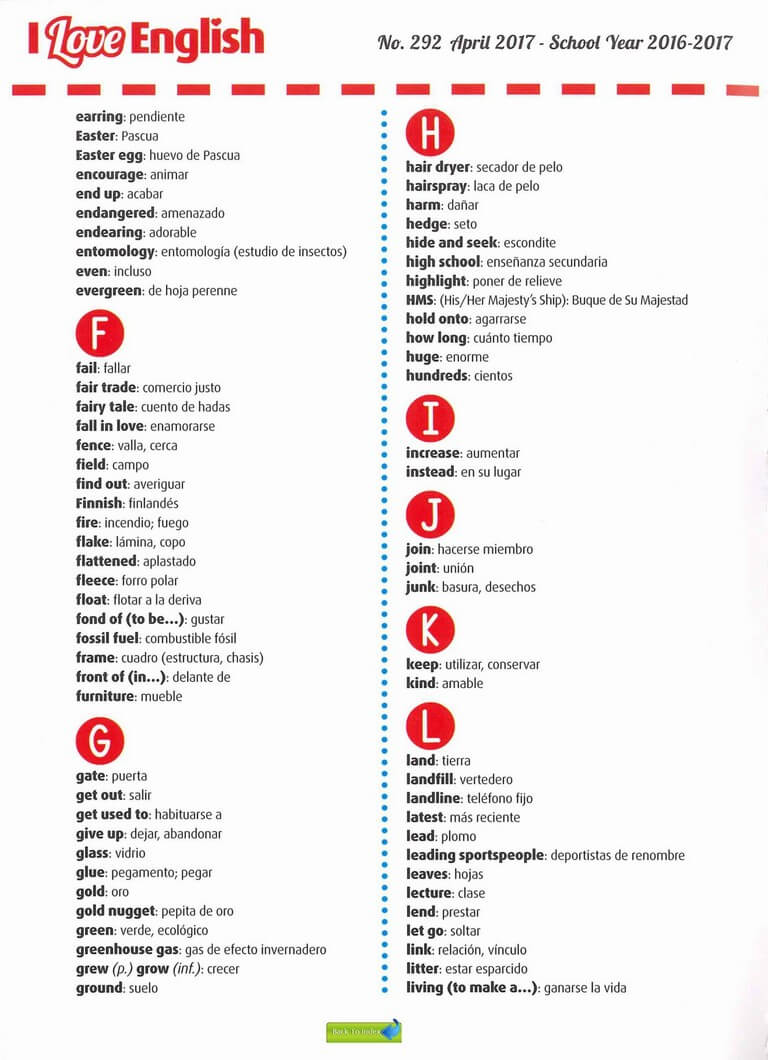 I Love English
No. 292 April 2017 - School Year 2016-2017
earring: pendiente
Easter: Pascua
Easter egg: huevo de Pascua
encourage: animar
end up: acabar
endangered: amenazado
endearing: adorable
entomology: entomología (estudio de insectos)
even: incluso
evergreen: de hoja perenne
F
fail: fallar
fair trade: comercio justo
fairy tale: cuento de hadas
fall in love: enamorarse
fence: valla, cerca
field: campo
find out: averiguar
Finnish: finlandés
fire: incendio; fuego
flake: lámina, copo
flattened: aplastado
fleece: forro polar
float: flotar a la deriva
fond of (to be...): gustar
fossil fuel: combustible fósil
frame: cuadro (estructura, chasis)
front of (in...): delante de
furniture: mueble
G
gate: puerta
get out: salir
get used to: habituarse a
give up: dejar, abandonar
glass: vidrio
glue: pegamento; pegar
gold: oro
gold nugget: pepita de oro
green: verde, ecológico
greenhouse gas: gas de efecto invernadero
grew (p.) grow (inf.): crecer
ground: suelo
H
hair dryer: secador de pelo
hairspray: laca de pelo
harm: dañar
hedge: seto
hide and seek: escondite
high school: enseñanza secundaria
highlight: poner de relieve
HMS: (His/Her Majesty's Ship): Buque de Su Majestad
hold onto: agarrarse
how long: cuánto tiempo
huge: enorme
hundreds: cientos
I
increase: aumentar
instead: en su lugar
J
join: hacerse miembro
joint: unión
junk: basura, desechos
K
keep: utilizar, conservar
kind: amable
L
land: tierra
landfill: vertedero
landline: teléfono fijo
latest: más reciente
lead: plomo
leading sportspeople: deportistas de renombre
leaves: hojas
lecture: clase
lend: prestar
let go: soltar
link: relación, vínculo
litter: estar esparcido
living (to make a...): ganarse la vida
Back To Index